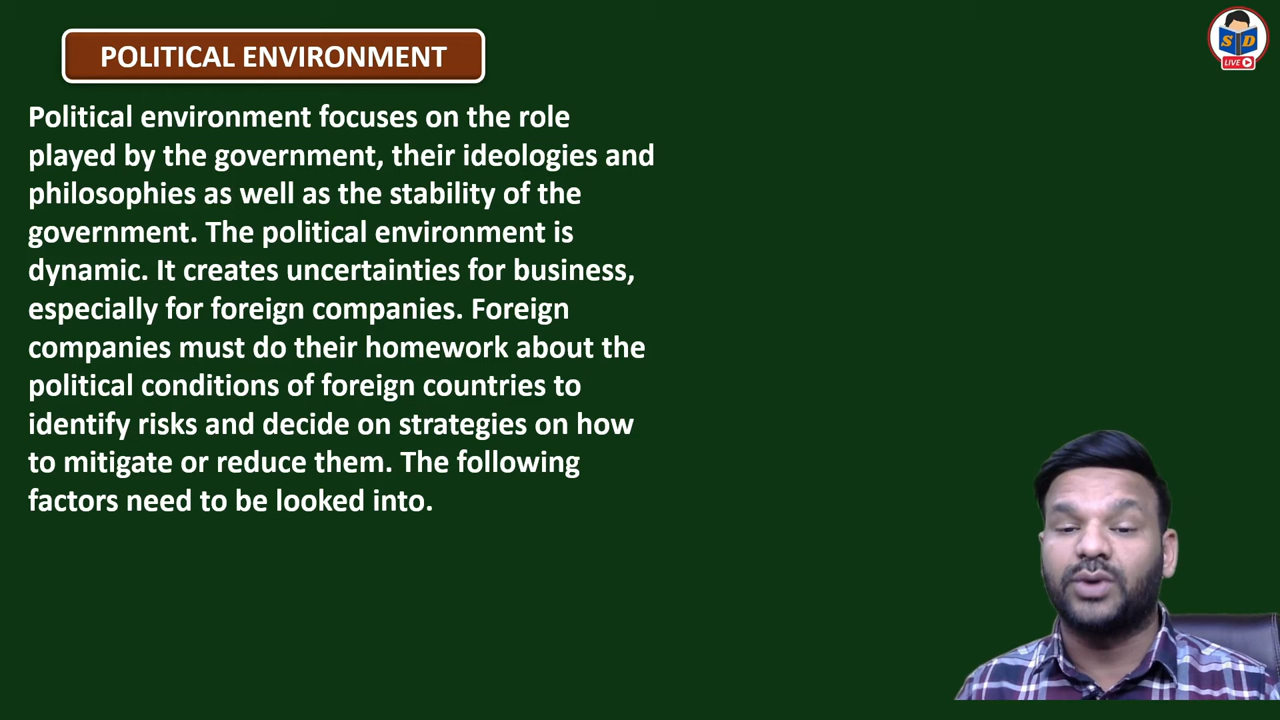 POLITICAL ENVIRONMENT
Political environment focuses on the role
played by the government, their ideologies and
philosophies as well as the stability of the
government. The political environment is
dynamic. It creates uncertainties for business,
especially for foreign companies. Foreign
companies must do their homework about the
political conditions of foreign countries to
identify risks and decide on strategies on how
to mitigate or reduce them. The following
factors need to be looked into.
S D
LIVE